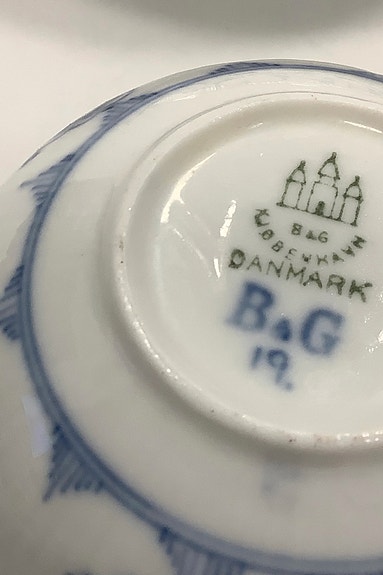 B&G
KØBENHAVN
DANMARK
B&G
19.